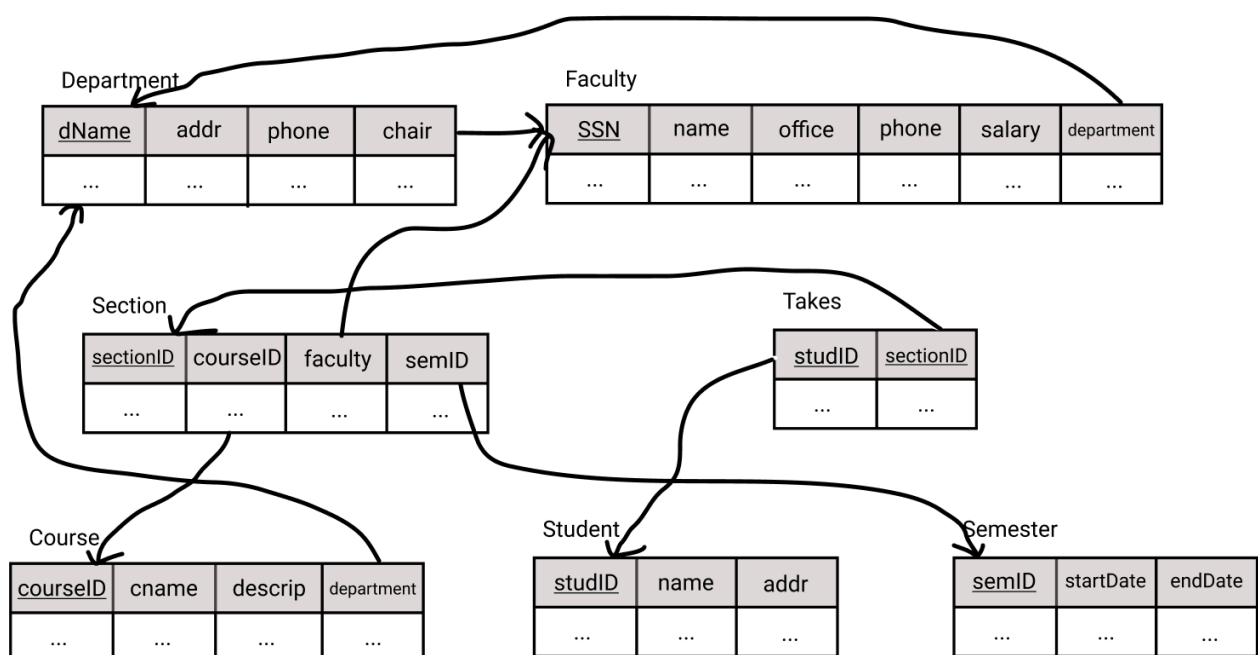 Department
Faculty
dName addr phone chair
SSN name office phone salary department
... ... ... ...
... ... ... ... ... ...
Section
Takes
sectionID courseID faculty semID
studID sectionID
... ... ... ...
... ...
Course
Student
Semester
courseID cname descrip department
studID name addr
semID startDate endDate
... ... ... ...
... ... ...
... ... ...